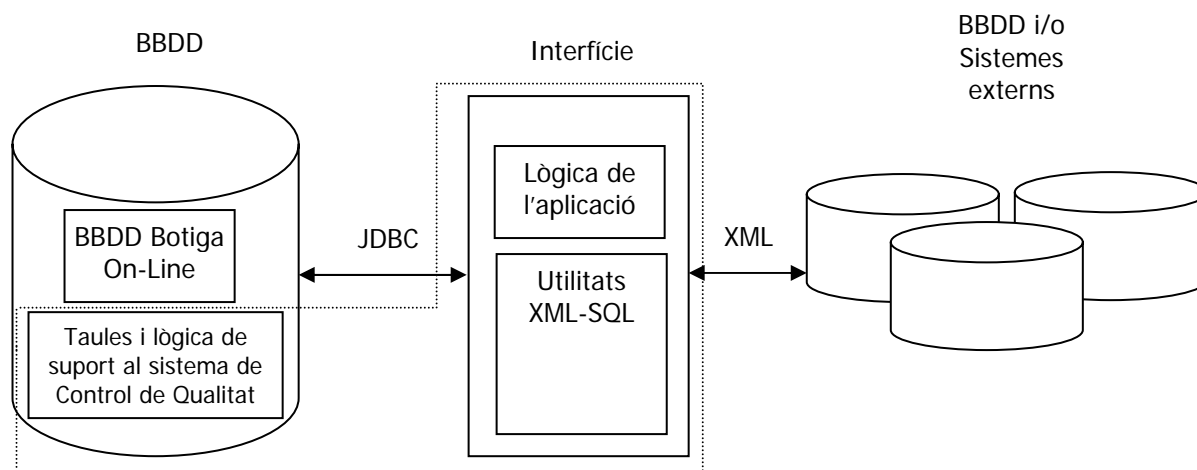 BBDD
BBDD Botiga
On-Line
Taules i lògica de
suport al sistema de
Control de Qualitat
JDBC
Interfície
Lògica de
l'aplicació
Utilitats
XML-SQL
XML
BBDD i/o
Sistemes
externs